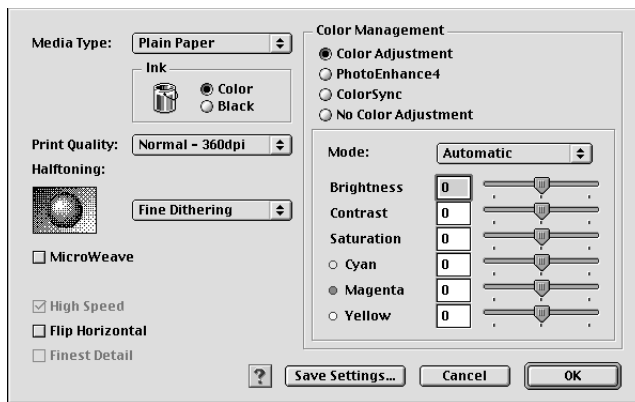 Media Type:
Plain Paper
Ink
Color
Black
Print Quality:
Normal - 360dpi
Halftoning:
Fine Dithering
MicroWeave
High Speed
Flip Horizontal
Finest Detail
Color Management
Color Adjustment
PhotoEnhance4
ColorSync
No Color Adjustment
Mode:
Automatic
Brightness
0
Contrast
0
Saturation
0
Cyan
0
Magenta
0
Yellow
0
?
Save Settings...
Cancel
OK